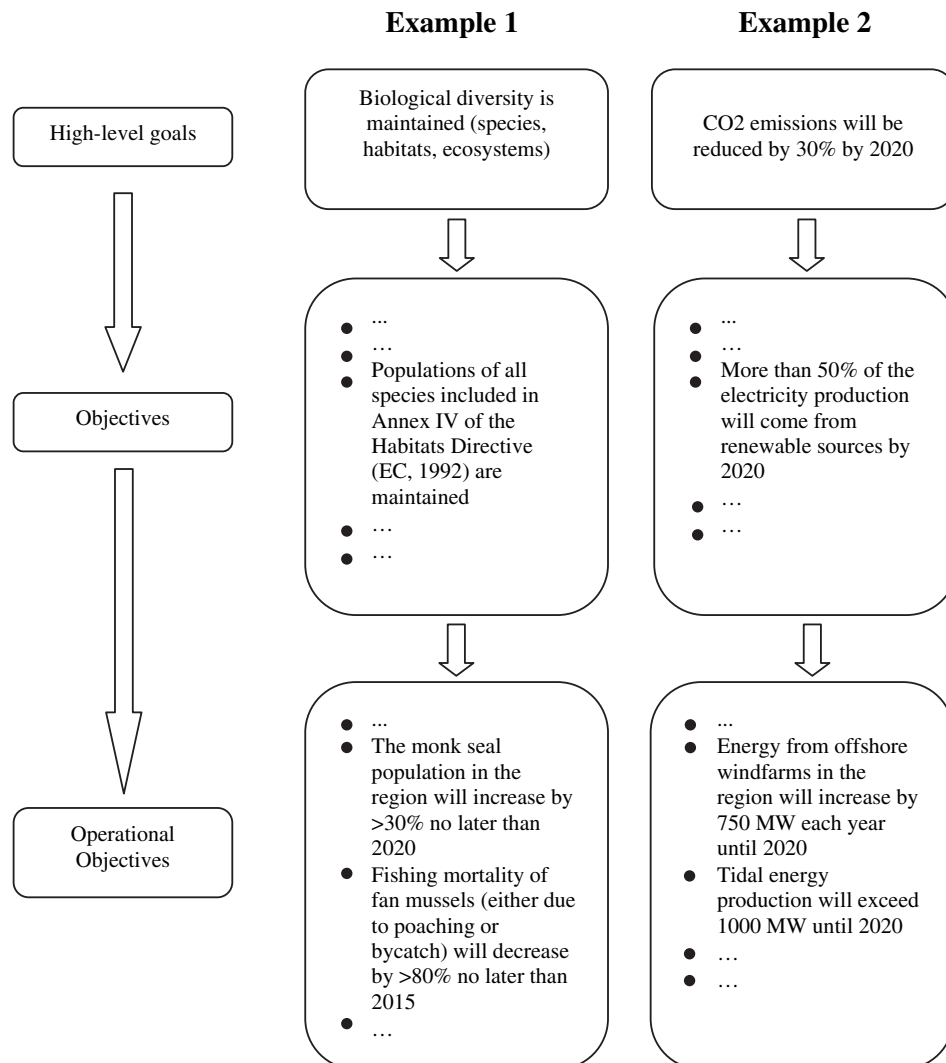 Example 1
Example 2
High-level goals
Biological diversity is
maintained (species,
habitats, ecosystems)
CO2 emissions will be
reduced by 30% by 2020
Objectives
● ...
● …
● Populations of all
species included in
Annex IV of the
Habitats Directive
(EC, 1992) are
maintained
● …
● …
● ...
● …
● More than 50% of the
electricity production
will come from
renewable sources by
2020
● …
● …
Operational
Objectives
● ...
● The monk seal
population in the
region will increase by
>30% no later than
2020
● Fishing mortality of
fan mussels (either due
to poaching or
bycatch) will decrease
by >80% no later than
2015
● …
● ...
● Energy from offshore
windfarms in the
region will increase by
750 MW each year
until 2020
● Tidal energy
production will exceed
1000 MW until 2020
● …
● …